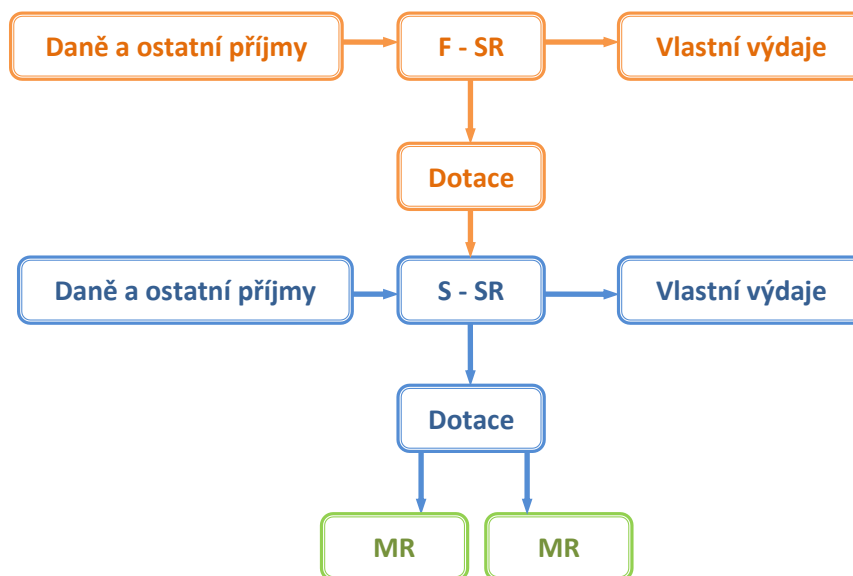 Daně a ostatní příjmy
F - SR
Vlastní výdaje
Dotace
Daně a ostatní příjmy
S - SR
Vlastní výdaje
Dotace
MR
MR